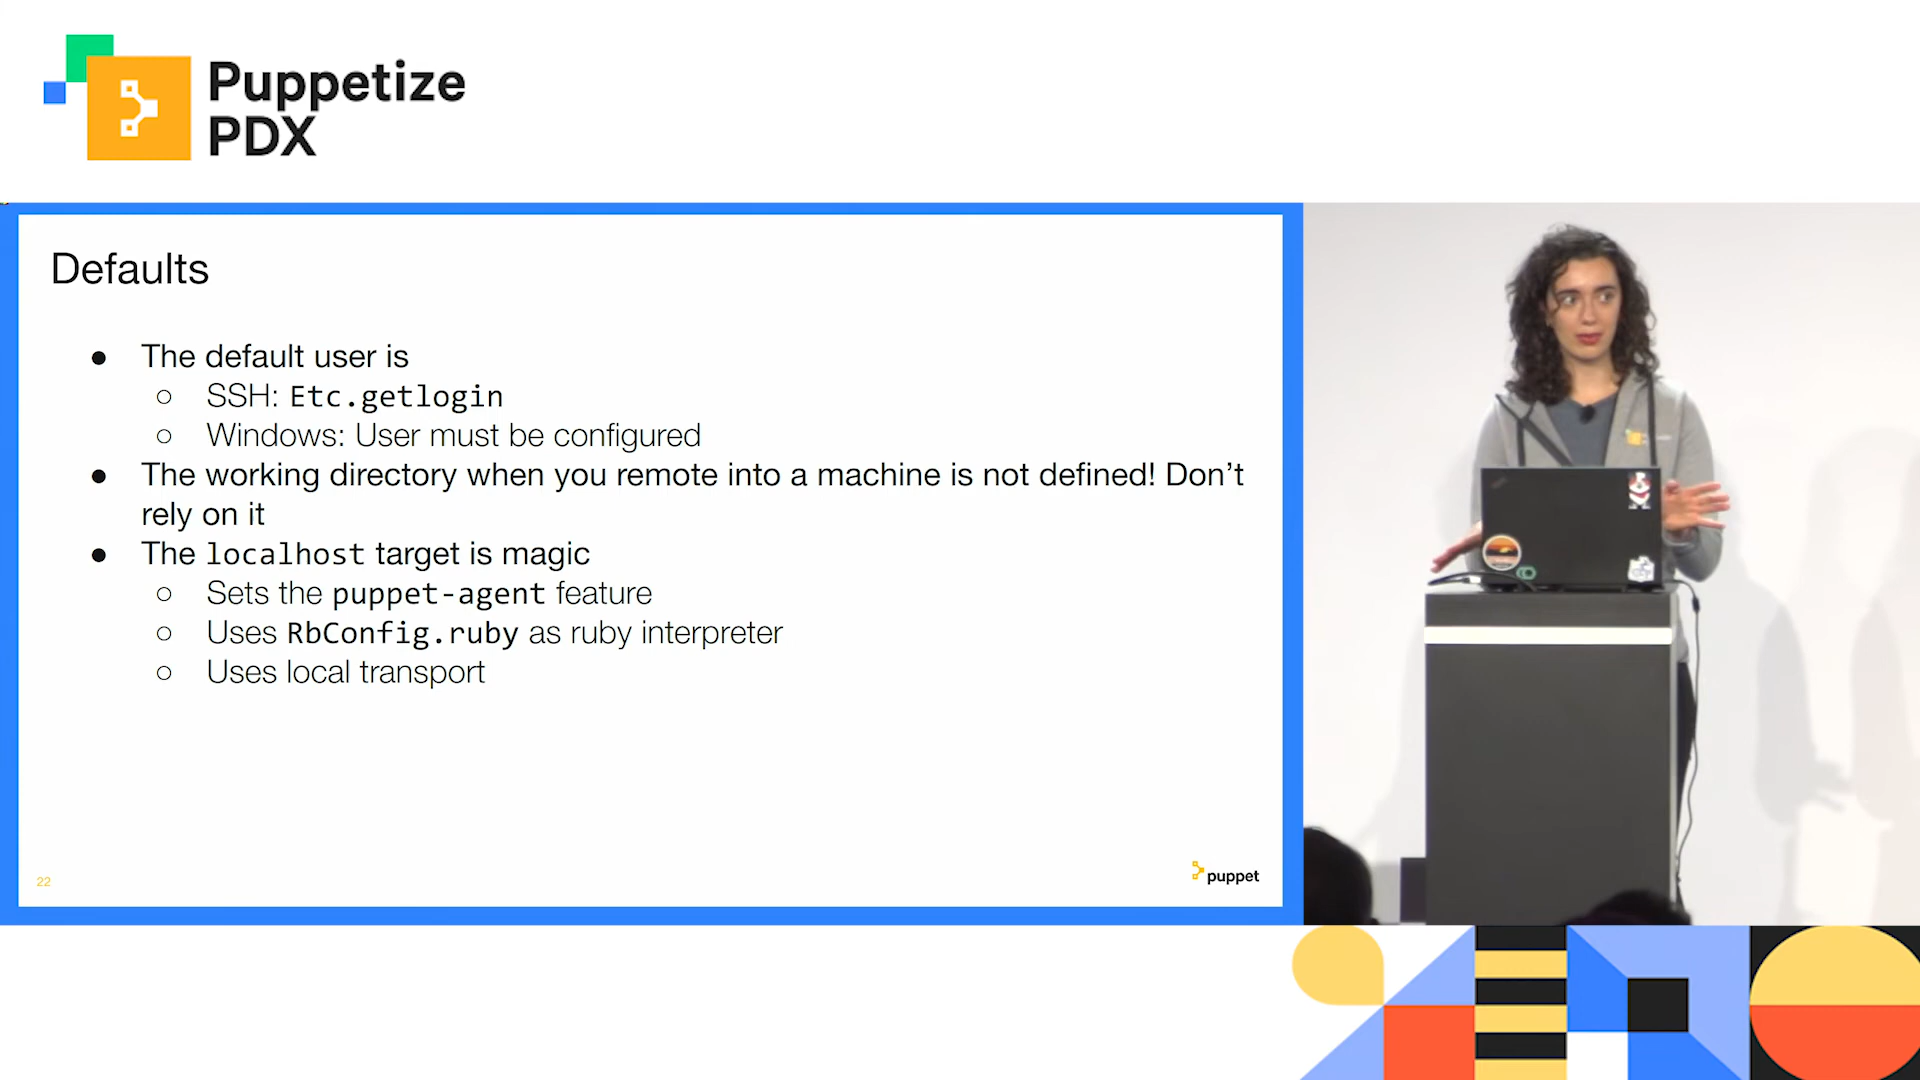 Puppetize
PDX
Defaults
● The default user is
○ SSH: Etc.getlogin
○ Windows: User must be configured
● The working directory when you remote into a machine is not defined! Don’t
rely on it
● The localhost target is magic
○ Sets the puppet-agent feature
○ Uses RbConfig.ruby as ruby interpreter
○ Uses local transport
22
puppet